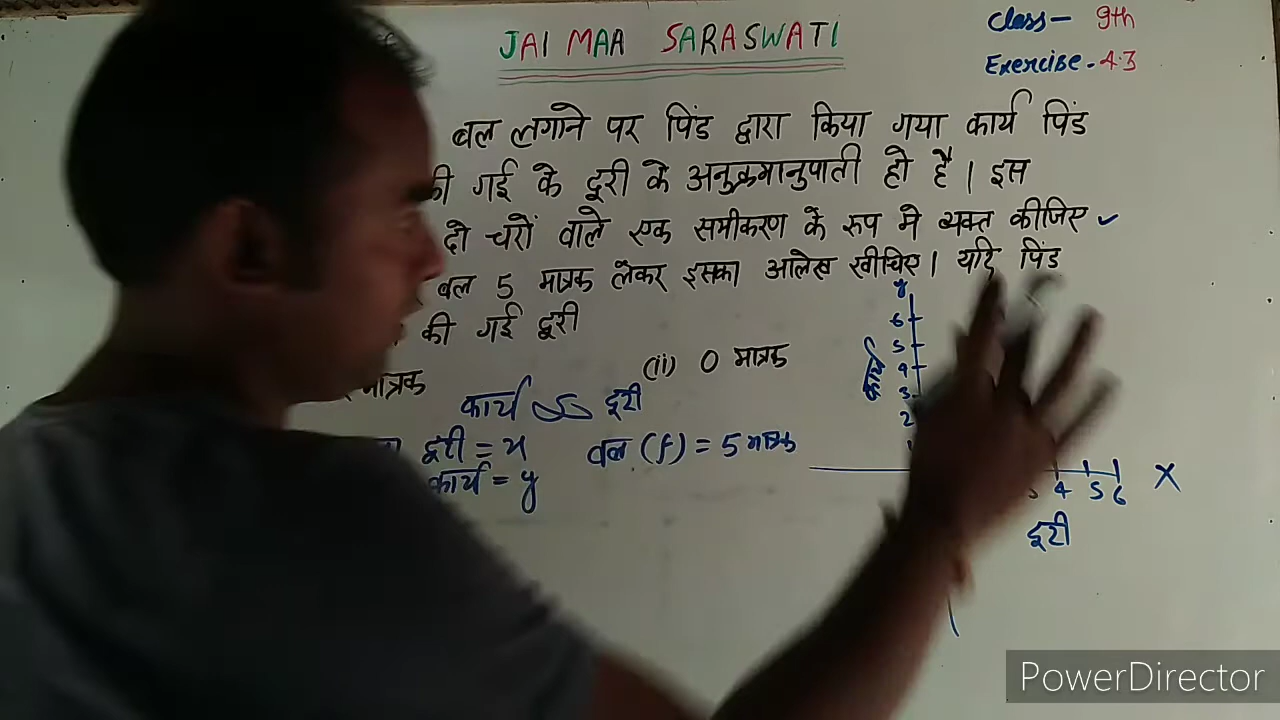 JAI MAA SARASWATI
Class- 9th
Exercise- 4.3
बल लगाने पर पिंड द्वारा किया गया कार्य पिंड
की गई के दूरी के अनुक्रमानुपाती हो है। इस
दो चरों वाले एक समीकरण के रुप मे व्यक्त कीजिए ✓
बल 5 मात्रक लेकर इसका आलेख खीचिए। यदि पिंड
की गई दूरी
(ii) 0 मात्रक
मात्रक
कार्य ∝ दूरी
दूरी = x बल (f) = 5 मात्रक
कार्य = y
y
6
5
4
3
2
कार्य
4 5 6 X
दूरी
PowerDirector